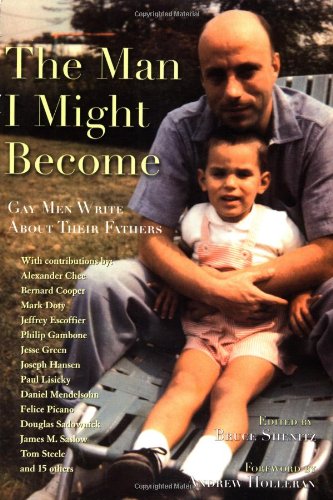 The Man
I Might
Become
Gay Men Write
About Their Fathers
With contributions by:
Alexander Chee
Bernard Cooper
Mark Doty
Jeffrey Escoffier
Philip Gambone
Jesse Green
Joseph Hansen
Paul Lisicky
Daniel Mendelsohn
Felice Picano
Douglas Sadownick
James M. Saslow
Tom Steele
and 15 others
Edited by
Bruce Shenitz
Foreword by
Andrew Holleran